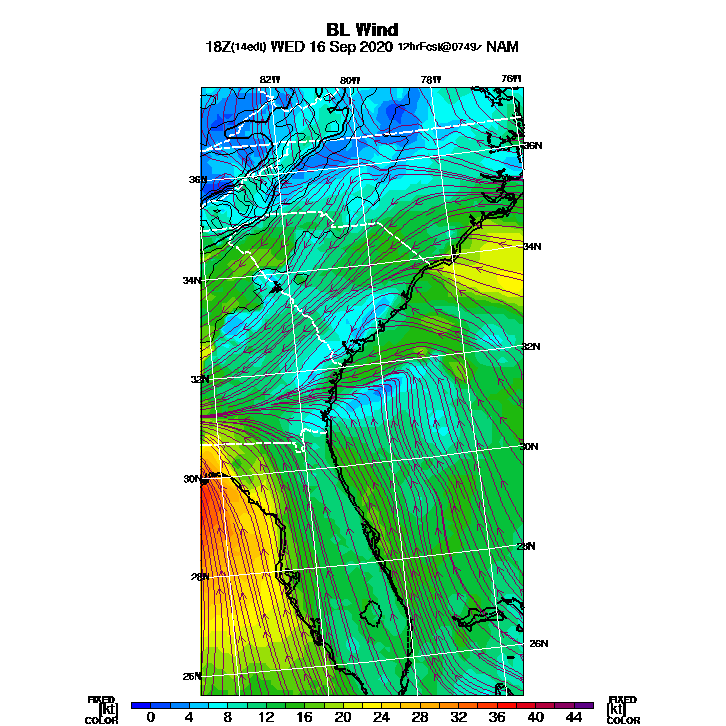 BL Wind
18Z(14edt) WED 16 Sep 2020 12hrFcst@0749z NAM
82W 80W 78W 76W
36N 36N
34N 34N
32N 32N
30N 30N
28N 28N
26N 26N
FIXED [kt] COLOR 0 4 8 12 16 20 24 28 32 36 40 44 FIXED [kt] COLOR